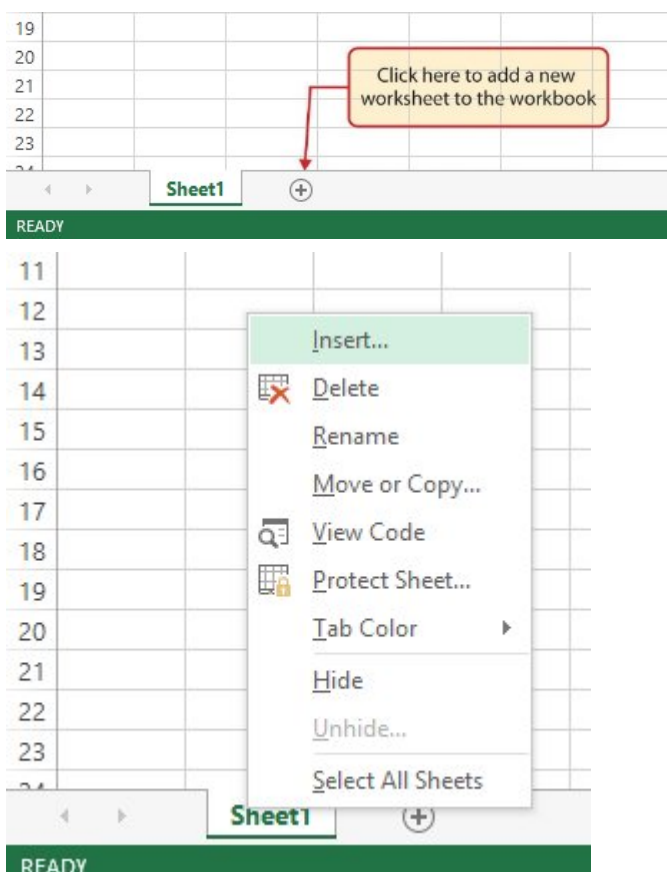 19
20
21
22
23
24
Click here to add a new
worksheet to the workbook
Sheet1
READY
11
12
13
14
15
16
17
18
19
20
21
22
23
24
Insert...
Delete
Rename
Move or Copy...
View Code
Protect Sheet...
Tab Color
Hide
Unhide...
Select All Sheets
Sheet1
READY